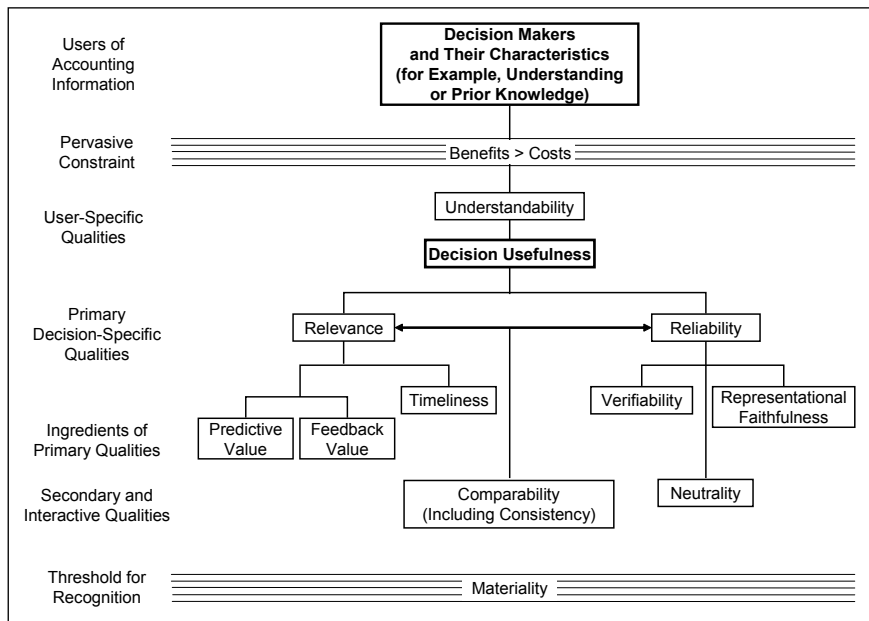 Users of
Accounting
Information
Decision Makers
and Their Characteristics
(for Example, Understanding
or Prior Knowledge)
Pervasive
Constraint
Benefits > Costs
User-Specific
Qualities
Understandability
Decision Usefulness
Primary
Decision-Specific
Qualities
Relevance
Reliability
Ingredients of
Primary Qualities
Predictive
Value
Feedback
Value
Timeliness
Verifiability
Representational
Faithfulness
Secondary and
Interactive Qualities
Comparability
(Including Consistency)
Neutrality
Threshold for
Recognition
Materiality